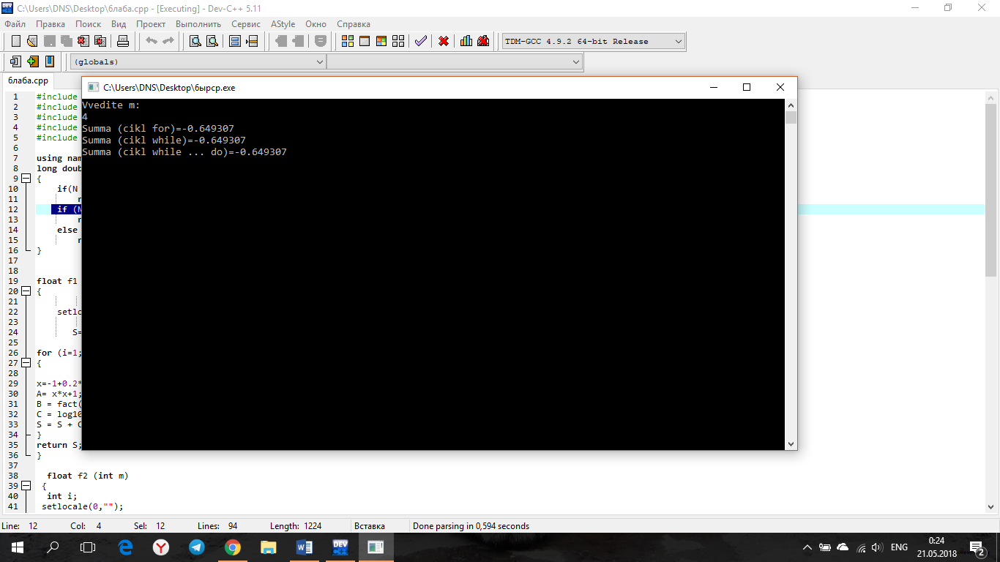 C:\Users\DNS\Desktop\6лаба.cpp - [Executing] - Dev-C++ 5.11
Файл Правка Поиск Вид Проект Выполнить Сервис AStyle Окно Справка
TDM-GCC 4.9.2 64-bit Release
(globals)
6лаба.cpp
C:\Users\DNS\Desktop\6ырср.exe
Vvedite m:
4
Summa (cikl for)=-0.649307
Summa (cikl while)=-0.649307
Summa (cikl while ... do)=-0.649307
1 #include
2 #include
3 #include
4 #include
5 #include
6
7 using nam
8 long doub
9 {
10 if(N
11 r
12 if (N
13 r
14 else
15 r
16 }
17
18
19 float f1
20 {
21
22 setlo
23
24 S=
25
26 for (i=1;
27 {
28
29 x=-1+0.2*
30 A= x*x+1;
31 B = fact(
32 C = log10
33 S = S + C
34 }
35 return S;
36 }
37
38 float f2 (int m)
39 {
40 int i;
41 setlocale(0,"");
Line: 12 Col: 4 Sel: 12 Lines: 94 Length: 1224 Вставка Done parsing in 0,594 seconds
ENG
0:24
21.05.2018
2